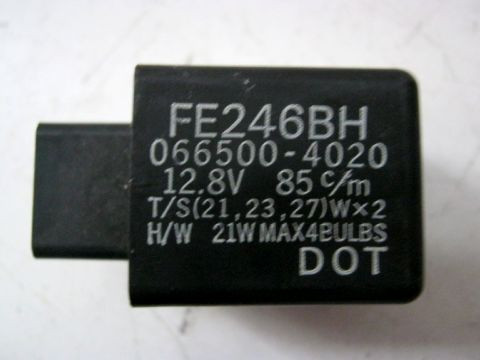 FE246BH
066500-4020
12.8V 85 c/m
T/S(21,23,27)W×2
H/W 21W MAX4BULBS
DOT